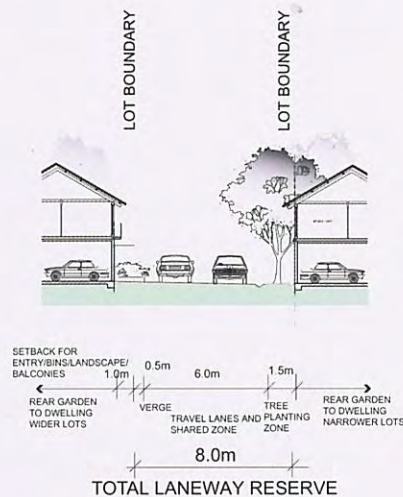 LOT BOUNDARY
LOT BOUNDARY
SETBACK FOR
ENTRY/BINS/LANDSCAPE/
BALCONIES
1.0m
0.5m
6.0m
1.5m
REAR GARDEN
TO DWELLING
WIDER LOTS
VERGE
TRAVEL LANES AND
SHARED ZONE
TREE
PLANTING
ZONE
REAR GARDEN
TO DWELLING
NARROWER LOTS
8.0m
TOTAL LANEWAY RESERVE